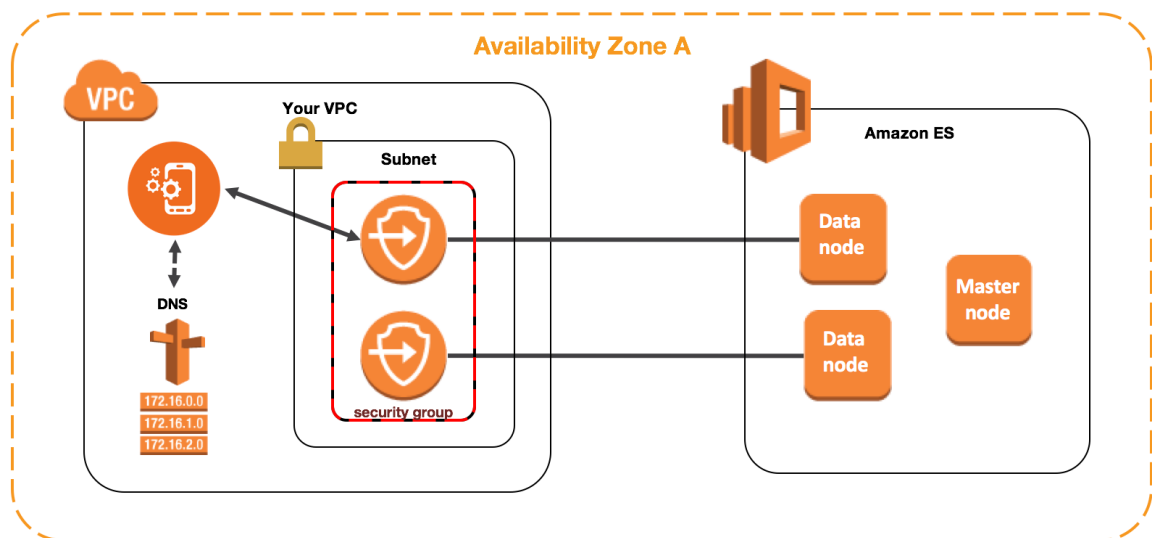 Availability Zone A
VPC
Your VPC
Subnet
security group
DNS
172.16.0.0
172.16.1.0
172.16.2.0
Amazon ES
Data
node
Data
node
Master
node